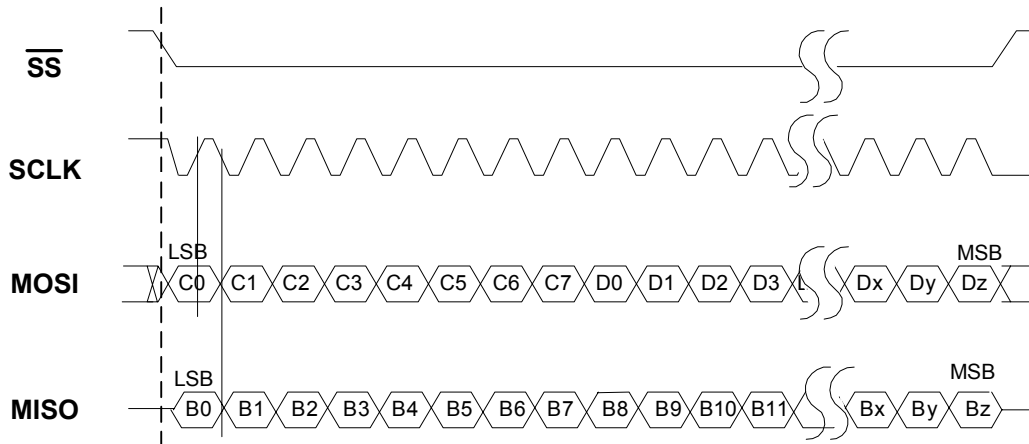 SS
SCLK
LSB
MSB
MOSI
C0 C1 C2 C3 C4 C5 C6 C7 D0 D1 D2 D3 Dx Dy Dz
LSB
MSB
MISO
B0 B1 B2 B3 B4 B5 B6 B7 B8 B9 B10 B11 Bx By Bz